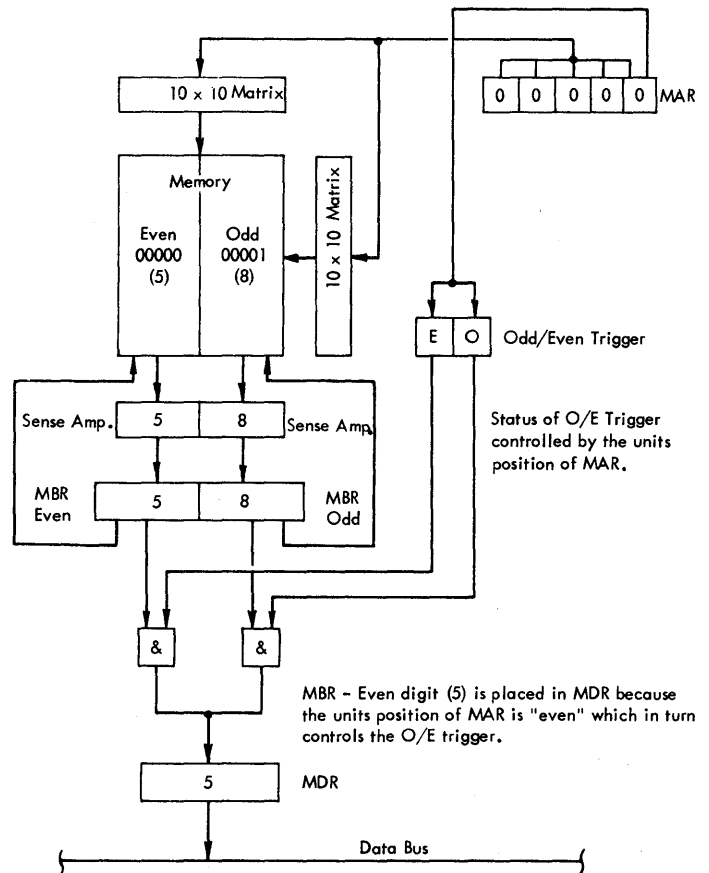 10 x 10 Matrix
0 0 0 0 0 MAR
Memory
Even Odd
00000 00001
(5) (8)
10 x 10 Matrix
E O Odd/Even Trigger
Sense Amp. 5 8 Sense Amp.
Status of O/E Trigger
controlled by the units
position of MAR.
MBR
Even
5 8
MBR
Odd
& &
MBR - Even digit (5) is placed in MDR because
the units position of MAR is "even" which in turn
controls the O/E trigger.
5 MDR
Data Bus